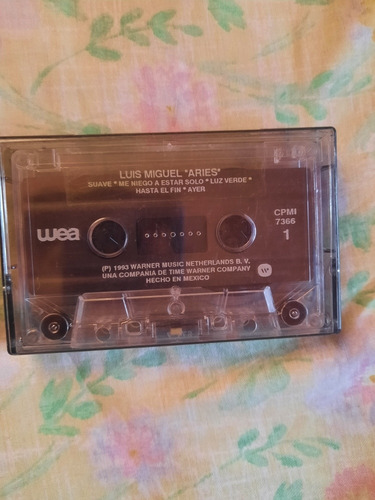 LUIS MIGUEL "ARIES"
SUAVE * ME NIEGO A ESTAR SOLO * LUZ VERDE *
HASTA EL FIN * AYER
wea
CPMI
7366
1
(P) 1993 WARNER MUSIC NETHERLANDS B. V.
UNA COMPAÑIA DE TIME WARNER COMPANY
HECHO EN MEXICO